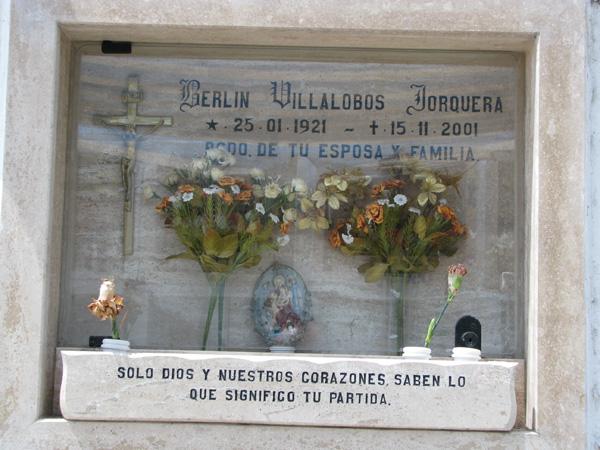 BERLIN VILLALOBOS JORQUERA
★ 25.01.1921 - ✝ 15.11.2001
RCDO. DE TU ESPOSA Y FAMILIA.
SOLO DIOS Y NUESTROS CORAZONES, SABEN LO
QUE SIGNIFICO TU PARTIDA.